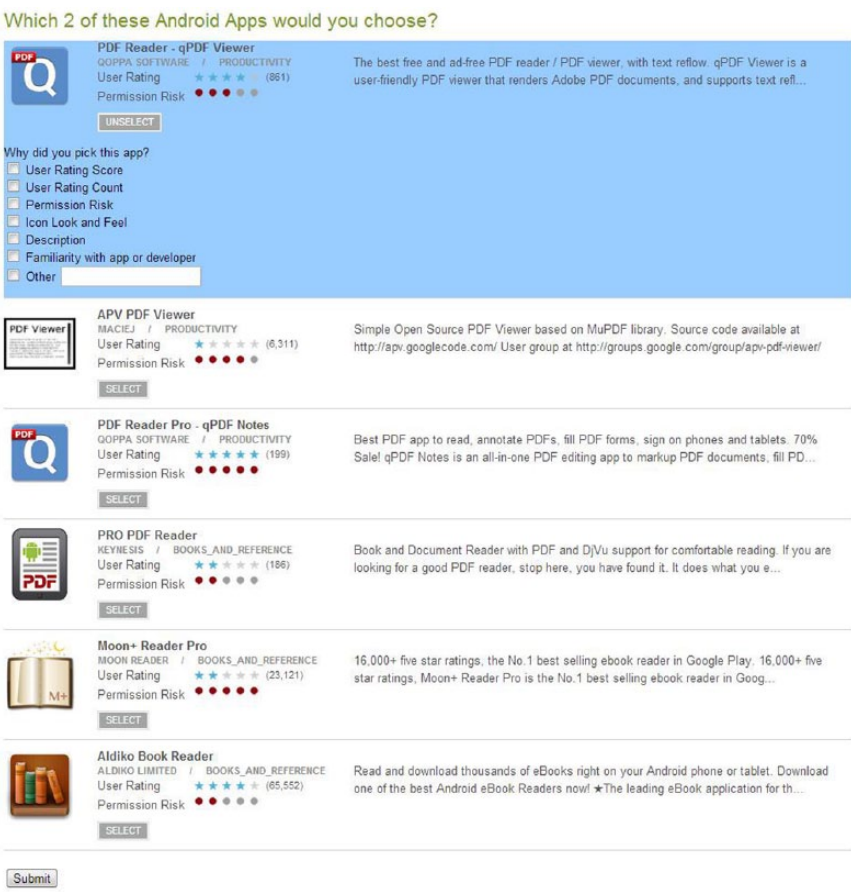 Which 2 of these Android Apps would you choose?
PDF
Q
PDF Reader - qPDF Viewer
QOPPA SOFTWARE / PRODUCTIVITY
User Rating (861)
Permission Risk
The best free and ad-free PDF reader / PDF viewer, with text reflow. qPDF Viewer is a
user-friendly PDF viewer that renders Adobe PDF documents, and supports text refl...
UNSELECT
Why did you pick this app?
User Rating Score
User Rating Count
Permission Risk
Icon Look and Feel
Description
Familiarity with app or developer
Other
PDF Viewer
APV PDF Viewer
MACIEJ / PRODUCTIVITY
User Rating (6,311)
Permission Risk
Simple Open Source PDF Viewer based on MuPDF library. Source code available at
http://apv.googlecode.com/ User group at http://groups.google.com/group/apv-pdf-viewer/
SELECT
PDF
Q
PDF Reader Pro - qPDF Notes
QOPPA SOFTWARE / PRODUCTIVITY
User Rating (199)
Permission Risk
Best PDF app to read, annotate PDFs, fill PDF forms, sign on phones and tablets. 70%
Sale! qPDF Notes is an all-in-one PDF editing app to markup PDF documents, fill PD...
SELECT
PDF
PRO PDF Reader
KEYNESIS / BOOKS_AND_REFERENCE
User Rating (186)
Permission Risk
Book and Document Reader with PDF and DjVu support for comfortable reading. If you are
looking for a good PDF reader, stop here, you have found it. It does what you e...
SELECT
M+
Moon+ Reader Pro
MOON READER / BOOKS_AND_REFERENCE
User Rating (23,121)
Permission Risk
16,000+ five star ratings, the No.1 best selling ebook reader in Google Play. 16,000+ five
star ratings, Moon+ Reader Pro is the No.1 best selling ebook reader in Goog...
SELECT
Aldiko Book Reader
ALDIKO LIMITED / BOOKS_AND_REFERENCE
User Rating (65,552)
Permission Risk
Read and download thousands of eBooks right on your Android phone or tablet. Download
one of the best Android eBook Readers now! ★The leading eBook application for th...
SELECT
Submit